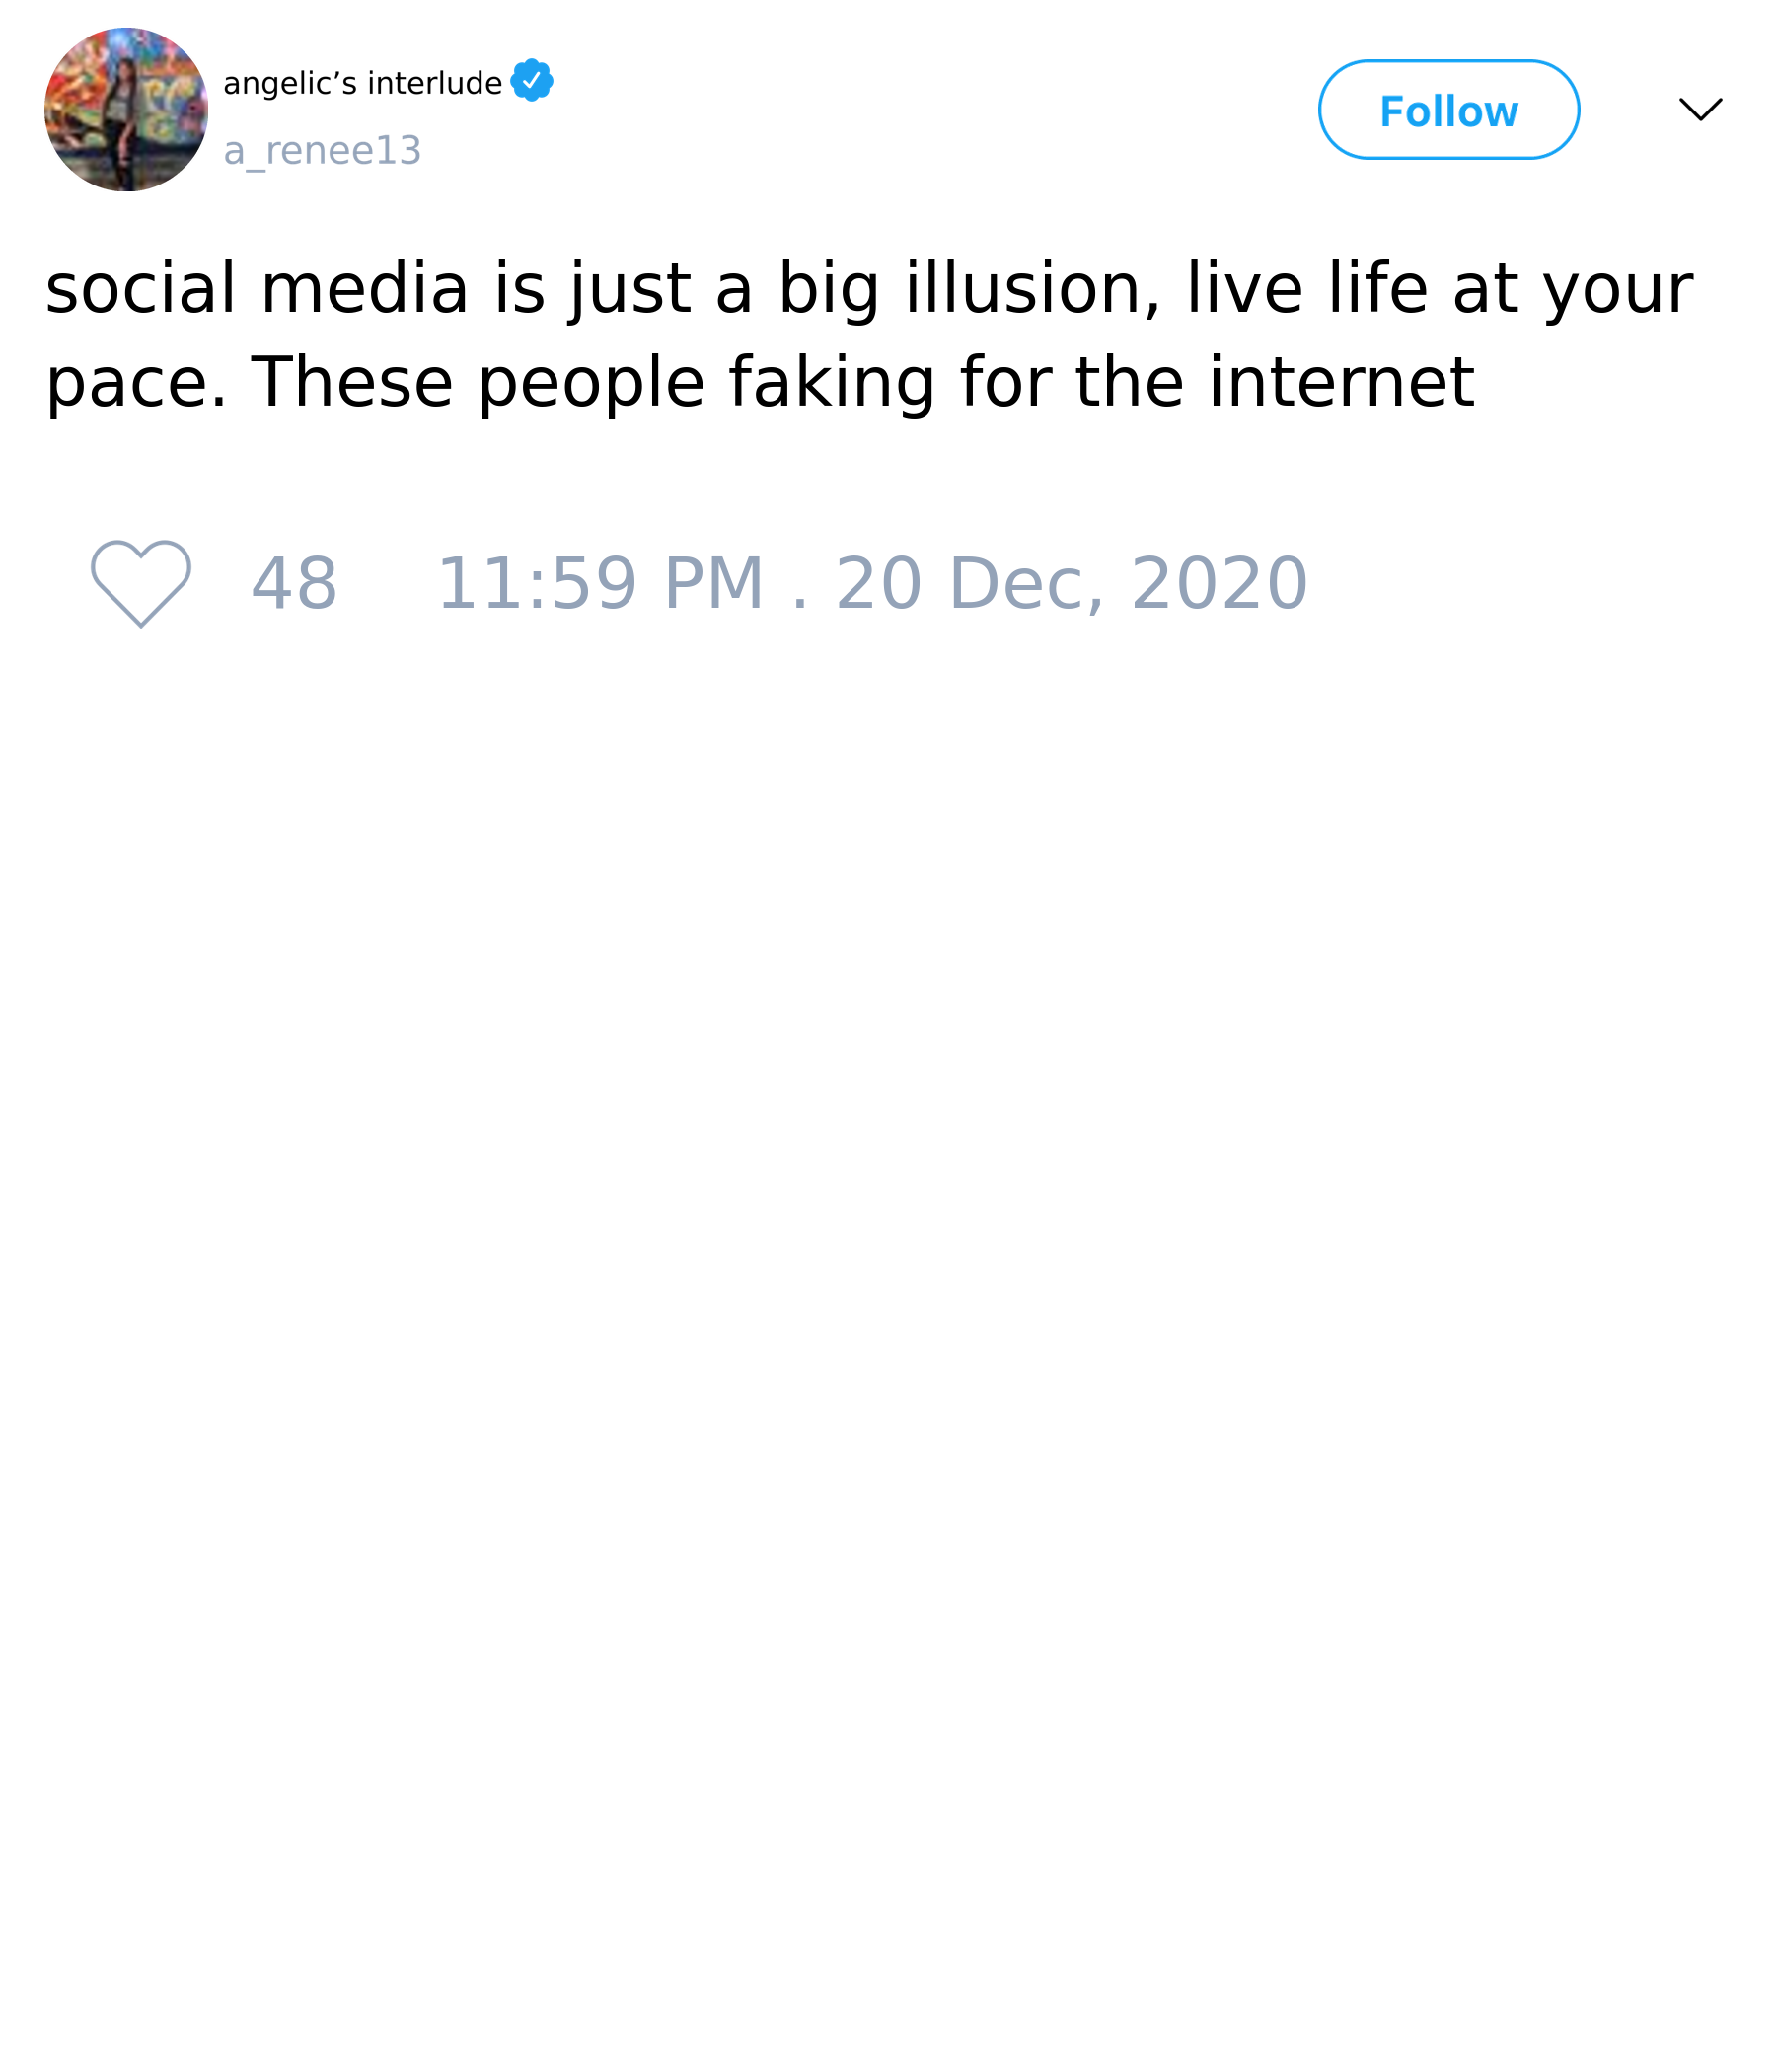 angelic’s interlude
a_renee13
Follow
social media is just a big illusion, live life at your
pace. These people faking for the internet
48 11:59 PM . 20 Dec, 2020